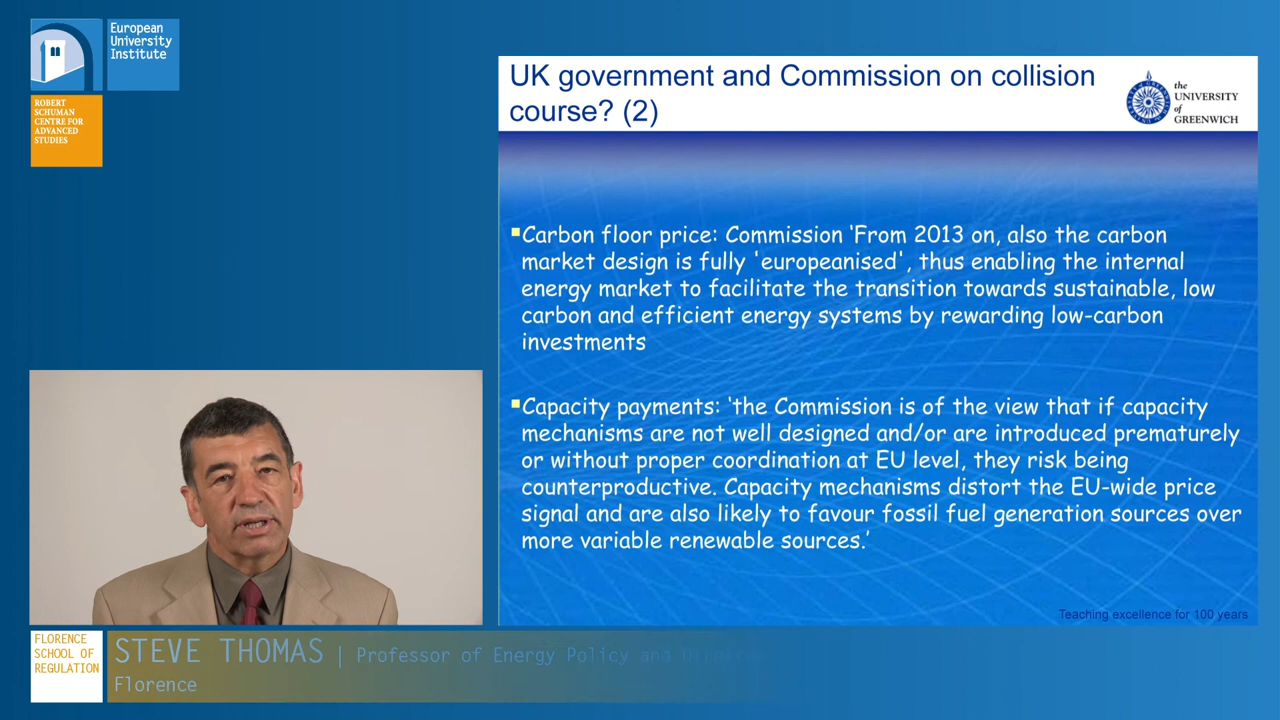 European
University
Institute
ROBERT
SCHUMAN
CENTRE FOR
ADVANCED
STUDIES
UK government and Commission on collision
course? (2)
the
UNIVERSITY
of
GREENWICH
▪Carbon floor price: Commission ‘From 2013 on, also the carbon
market design is fully 'europeanised', thus enabling the internal
energy market to facilitate the transition towards sustainable, low
carbon and efficient energy systems by rewarding low-carbon
investments
▪Capacity payments: ‘the Commission is of the view that if capacity
mechanisms are not well designed and/or are introduced prematurely
or without proper coordination at EU level, they risk being
counterproductive. Capacity mechanisms distort the EU-wide price
signal and are also likely to favour fossil fuel generation sources over
more variable renewable sources.’
Teaching excellence for 100 years
FLORENCE
SCHOOL OF
REGULATION
STEVE THOMAS | Professor of Energy Policy and
Florence